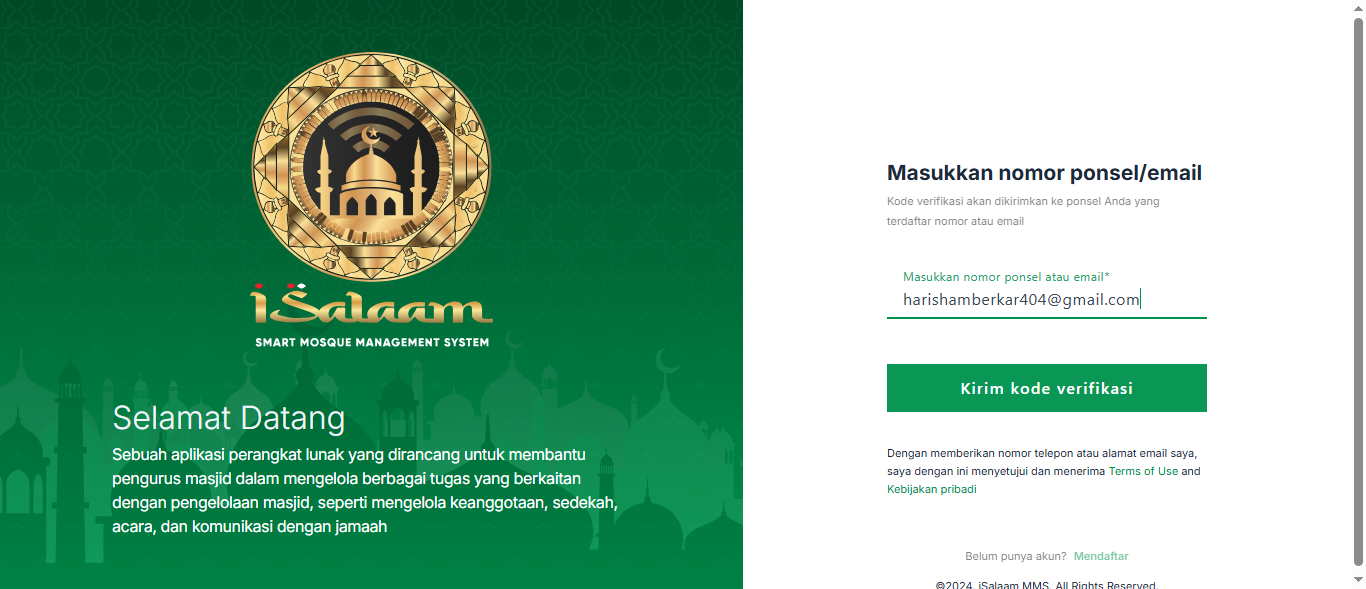 iSalaam
SMART MOSQUE MANAGEMENT SYSTEM
Selamat Datang
Sebuah aplikasi perangkat lunak yang dirancang untuk membantu
pengurus masjid dalam mengelola berbagai tugas yang berkaitan
dengan pengelolaan masjid, seperti mengelola keanggotaan, sedekah,
acara, dan komunikasi dengan jamaah
Masukkan nomor ponsel/email
Kode verifikasi akan dikirimkan ke ponsel Anda yang
terdaftar nomor atau email
Masukkan nomor ponsel atau email*
harishamberkar404@gmail.com
Kirim kode verifikasi
Dengan memberikan nomor telepon atau alamat email saya,
saya dengan ini menyetujui dan menerima Terms of Use and
Kebijakan pribadi
Belum punya akun? Mendaftar
©2024, iSalaam MMS, All Rights Reserved.